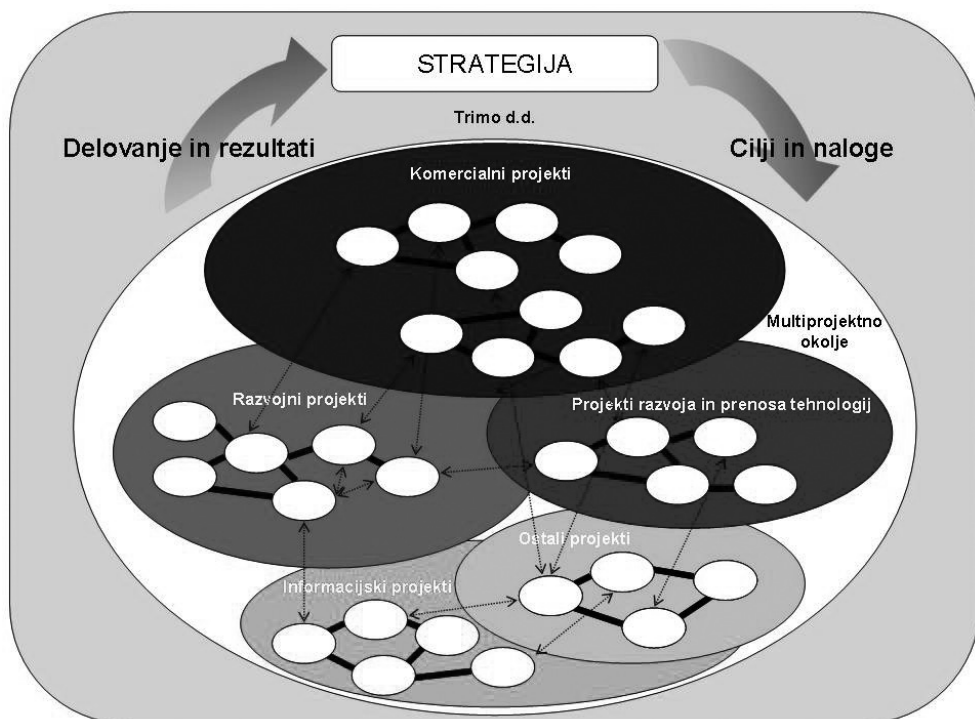 STRATEGIJA
Trimo d.d.
Delovanje in rezultati
Cilji in naloge
Komercialni projekti
Multiprojektno
okolje
Razvojni projekti
Projekti razvoja in prenosa tehnologij
Ostali projekti
Informacijski projekti